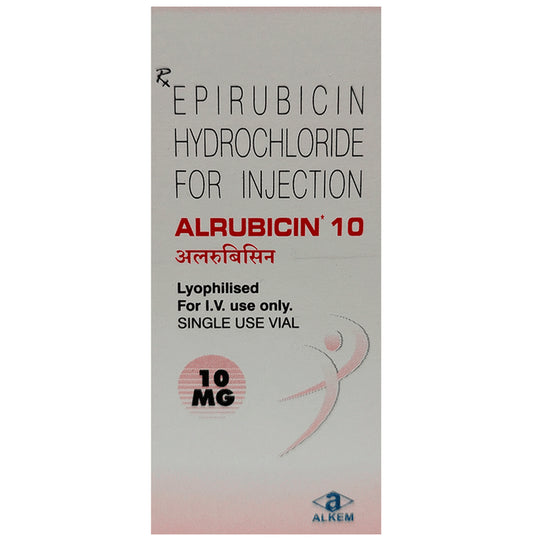 Rx
EPIRUBICIN
HYDROCHLORIDE
FOR INJECTION
ALRUBICIN* 10
अलरुबिसिन
Lyophilised
For I.V. use only.
SINGLE USE VIAL
10
MG
a
ALKEM